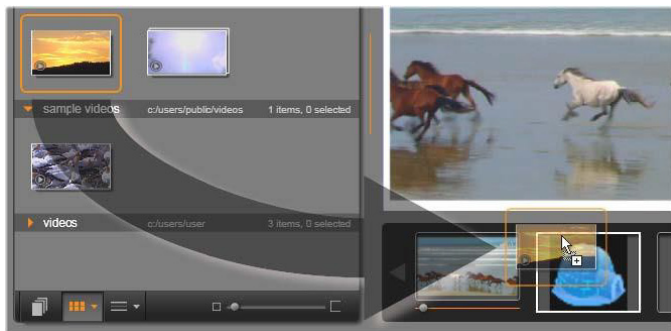 sample videos c:/users/public/videos 1 items, 0 selected
videos c:/users/user 3 items, 0 selected